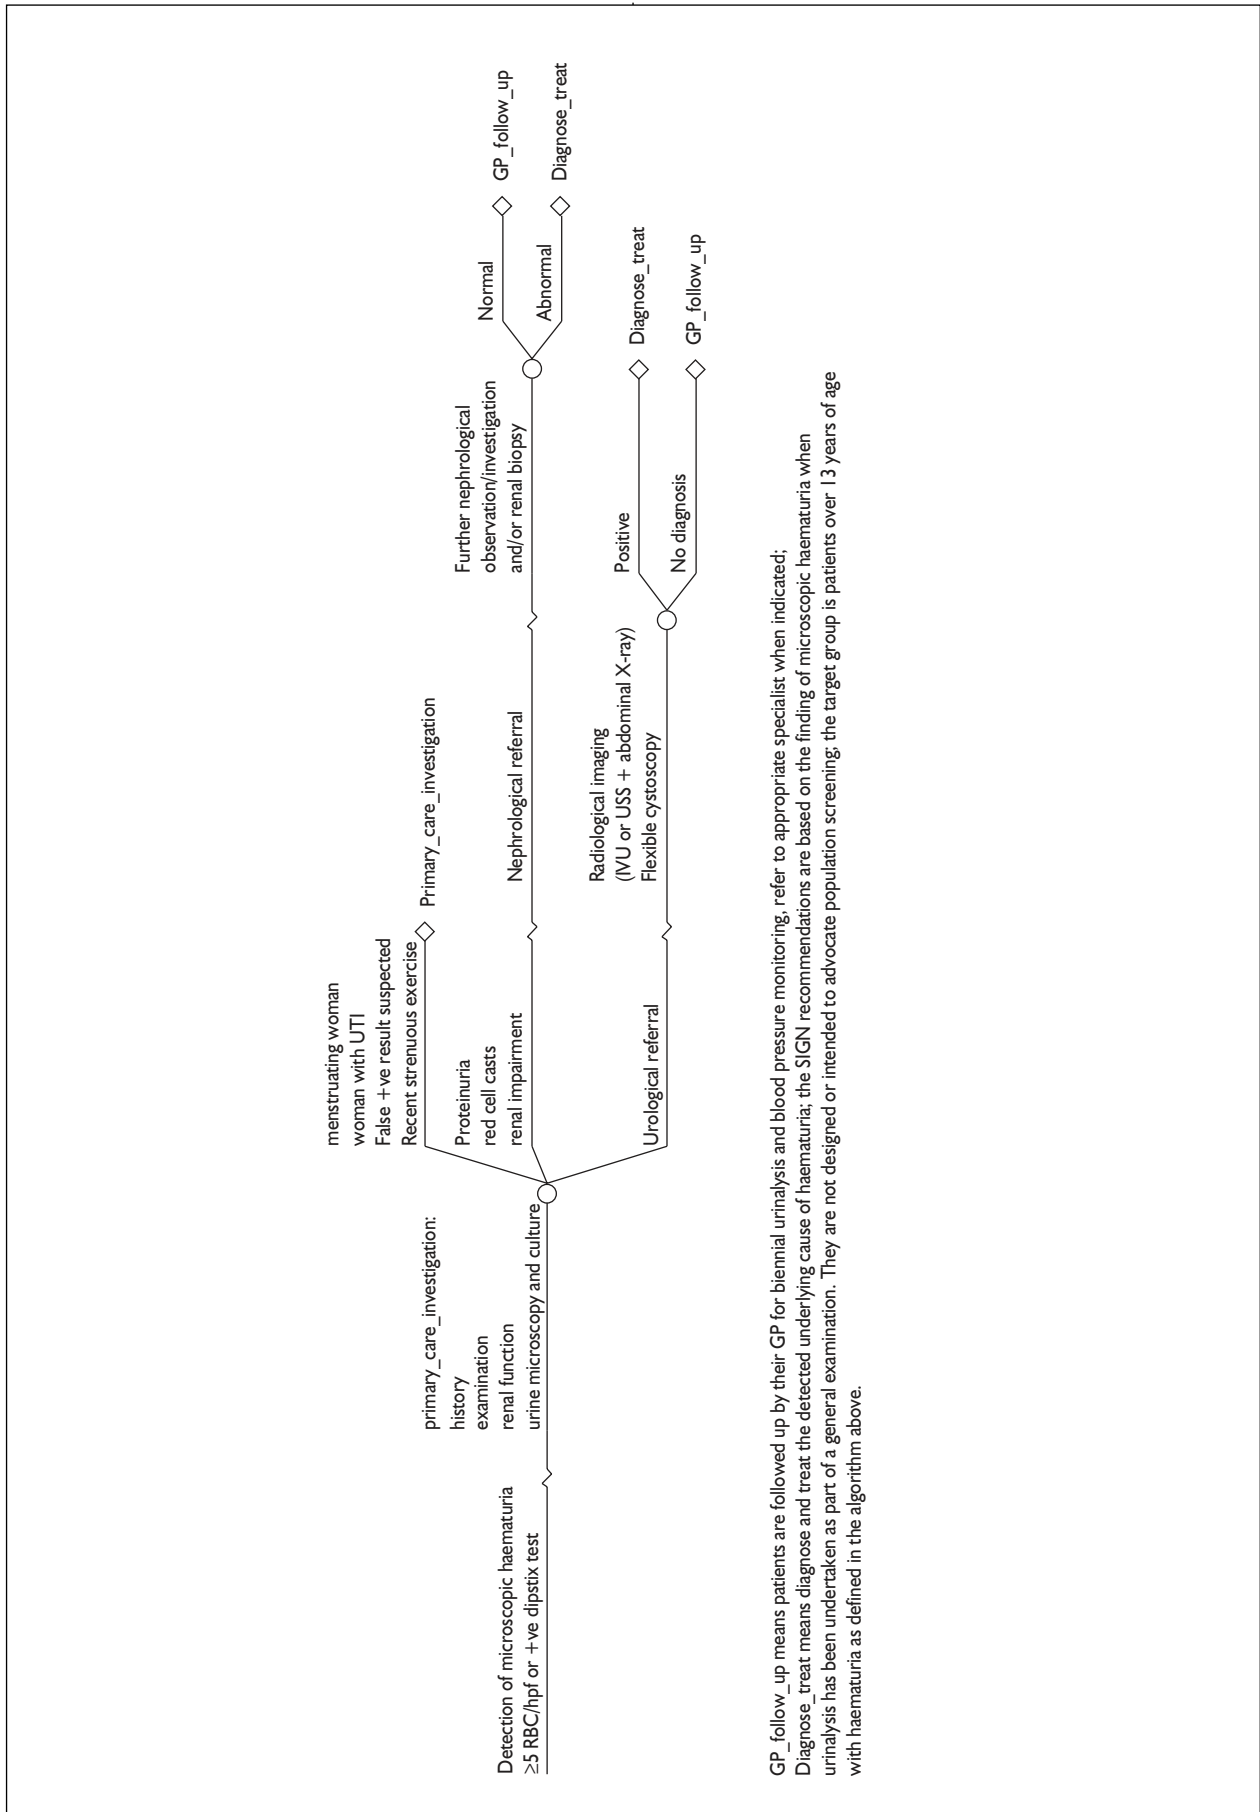 Detection of microscopic haematuria
≥5 RBC/hpf or +ve dipstix test
primary_care_investigation:
history
examination
renal function
urine microscopy and culture
menstruating woman
woman with UTI
False +ve result suspected
Recent strenuous exercise
Primary_care_investigation
Proteinuria
red cell casts
renal impairment
Nephrological referral
Further nephrological
observation/investigation
and/or renal biopsy
Normal
GP_follow_up
Abnormal
Diagnose_treat
Urological referral
Radiological imaging
(IVU or USS + abdominal X-ray)
Flexible cystoscopy
Positive
Diagnose_treat
No diagnosis
GP_follow_up
GP_follow_up means patients are followed up by their GP for biennial urinalysis and blood pressure monitoring, refer to appropriate specialist when indicated;
Diagnose_treat means diagnose and treat the detected underlying cause of haematuria; the SIGN recommendations are based on the finding of microscopic haematuria when
urinalysis has been undertaken as part of a general examination. They are not designed or intended to advocate population screening; the target group is patients over 13 years of age
with haematuria as defined in the algorithm above.